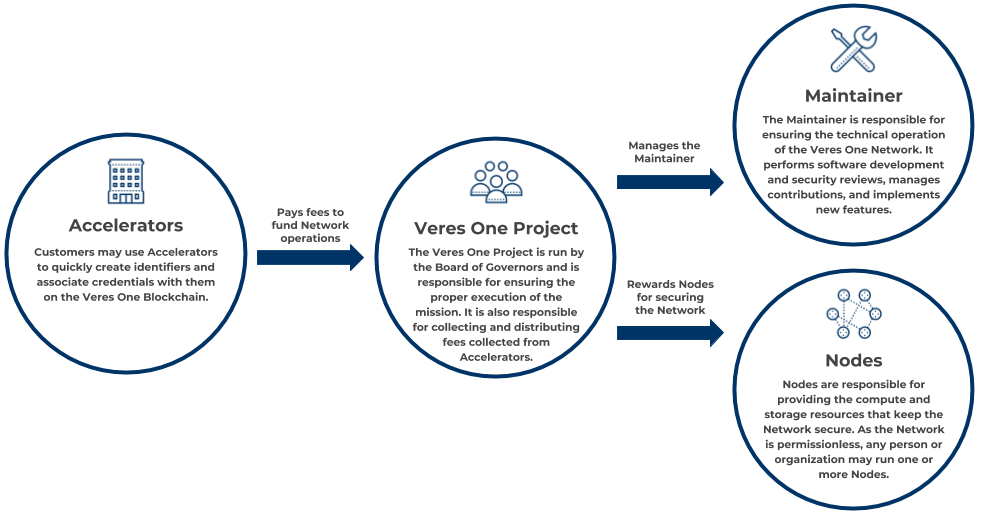 Accelerators
Customers may use Accelerators
to quickly create identifiers and
associate credentials with them
on the Veres One Blockchain.
Pays fees to
fund Network
operations
Veres One Project
The Veres One Project is run by
the Board of Governors and is
responsible for ensuring the
proper execution of the
mission. It is also responsible
for collecting and distributing
fees collected from
Accelerators.
Manages the
Maintainer
Maintainer
The Maintainer is responsible for
ensuring the technical operation
of the Veres One Network. It
performs software development
and security reviews, manages
contributions, and implements
new features.
Rewards Nodes
for securing
the Network
Nodes
Nodes are responsible for
providing the compute and
storage resources that keep the
Network secure. As the Network
is permissionless, any person or
organization may run one or
more Nodes.